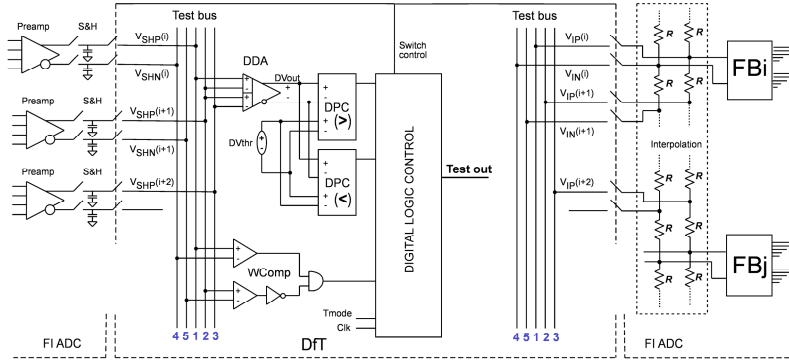 Preamp S&H
V_SHP(i)
V_SHN(i)
Preamp S&H
V_SHP(i+1)
V_SHN(i+1)
Preamp S&H
V_SHP(i+2)
FI ADC
Test bus
4 5 1 2 3
DDA
+
-
-
+
+
-
DVout
+
-
DVthr
+
-
+
-
-
+
DPC
(>)
+
-
-
+
DPC
(<)
WComp
+
-
+
-
Switch
control
DIGITAL LOGIC CONTROL
Test out
Tmode
Clk
DfT
Test bus
4 5 1 2 3
V_IP(i)
V_IN(i)
V_IP(i+1)
V_IN(i+1)
V_IP(i+2)
R R
R R
Interpolation
R R
R R
R R
FBi
FBj
FI ADC